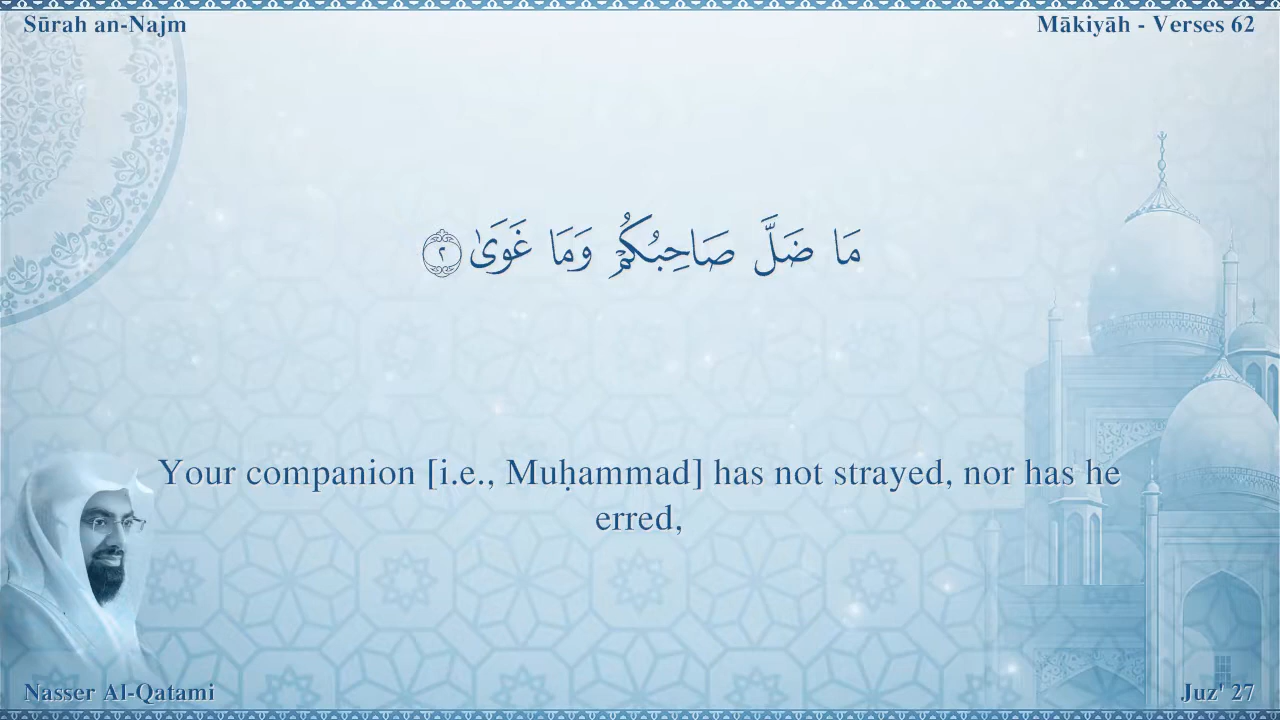 Sūrah an-Najm
Mākiyāh - Verses 62
مَا ضَلَّ صَاحِبُكُمْ وَمَا غَوَىٰ ٢
Your companion [i.e., Muḥammad] has not strayed, nor has he
erred,
Nasser Al-Qatami
Juz' 27